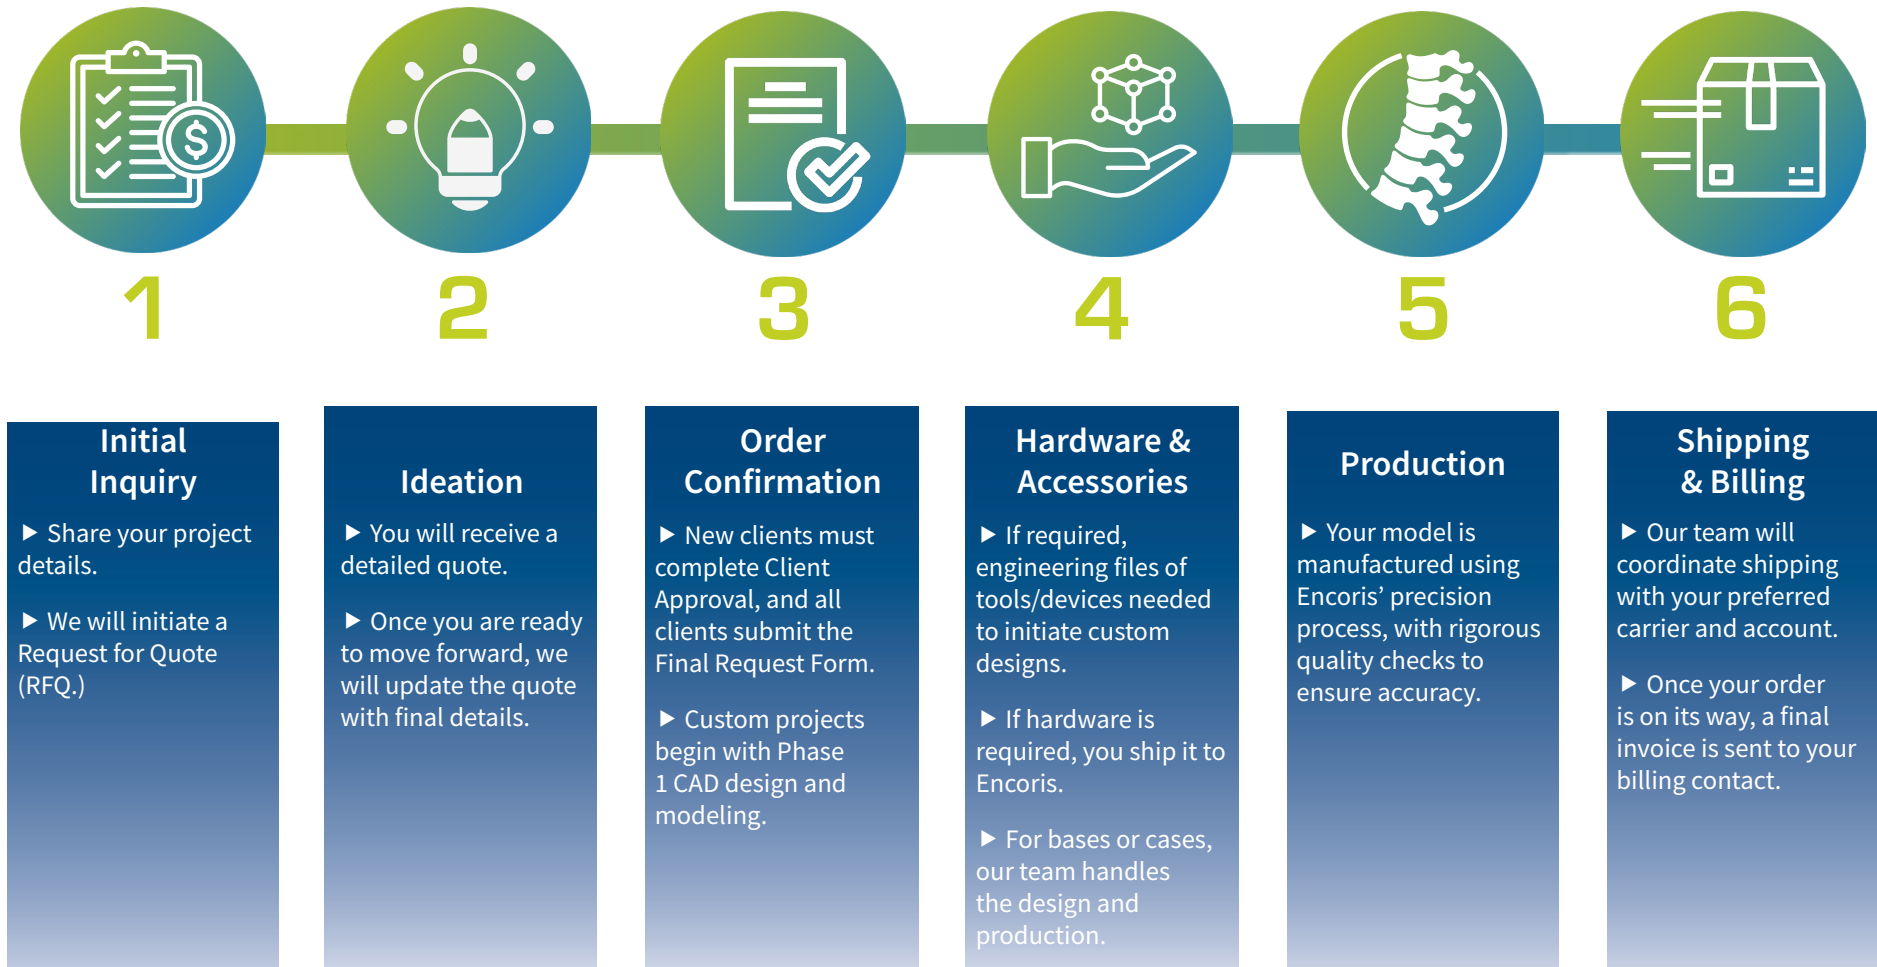 1
2
3
4
5
6
Initial
Inquiry
▶ Share your project
details.
▶ We will initiate a
Request for Quote
(RFQ.)
Ideation
▶ You will receive a
detailed quote.
▶ Once you are ready
to move forward, we
will update the quote
with final details.
Order
Confirmation
▶ New clients must
complete Client
Approval, and all
clients submit the
Final Request Form.
▶ Custom projects
begin with Phase
1 CAD design and
modeling.
Hardware &
Accessories
▶ If required,
engineering files of
tools/devices needed
to initiate custom
designs.
▶ If hardware is
required, you ship it to
Encoris.
▶ For bases or cases,
our team handles
the design and
production.
Production
▶ Your model is
manufactured using
Encoris’ precision
process, with rigorous
quality checks to
ensure accuracy.
Shipping
& Billing
▶ Our team will
coordinate shipping
with your preferred
carrier and account.
▶ Once your order
is on its way, a final
invoice is sent to your
billing contact.